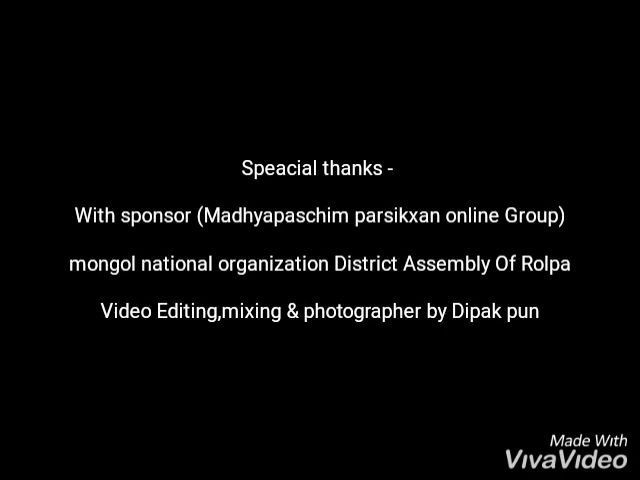 Speacial thanks -
With sponsor (Madhyapaschim parsikxan online Group)
mongol national organization District Assembly Of Rolpa
Video Editing,mixing & photographer by Dipak pun
Made With
VivaVideo